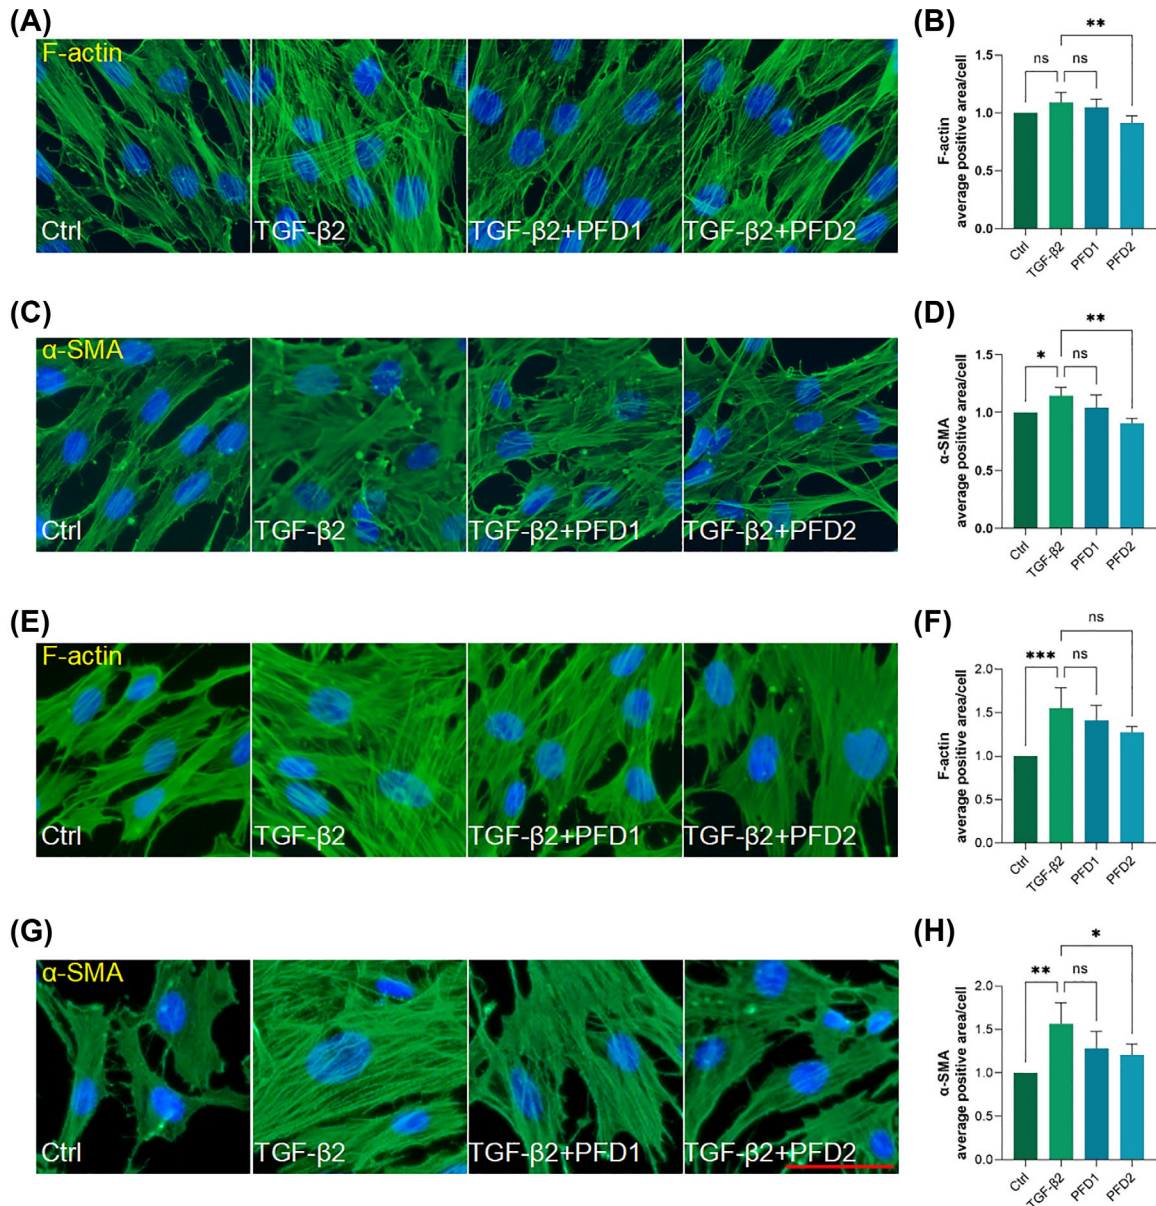 (A)
F-actin
Ctrl
TGF-β2
TGF-β2+PFD1
TGF-β2+PFD2
(B)
**
ns
ns
1.5
1.0
0.5
0.0
F-actin
average positive area/cell
Ctrl
TGF-β2
PFD1
PFD2
(C)
α-SMA
Ctrl
TGF-β2
TGF-β2+PFD1
TGF-β2+PFD2
(D)
**
*
ns
1.5
1.0
0.5
0.0
α-SMA
average positive area/cell
Ctrl
TGF-β2
PFD1
PFD2
(E)
F-actin
Ctrl
TGF-β2
TGF-β2+PFD1
TGF-β2+PFD2
(F)
ns
***
ns
2.0
1.5
1.0
0.5
0.0
F-actin
average positive area/cell
Ctrl
TGF-β2
PFD1
PFD2
(G)
α-SMA
Ctrl
TGF-β2
TGF-β2+PFD1
TGF-β2+PFD2
(H)
*
**
ns
2.0
1.5
1.0
0.5
0.0
α-SMA
average positive area/cell
Ctrl
TGF-β2
PFD1
PFD2